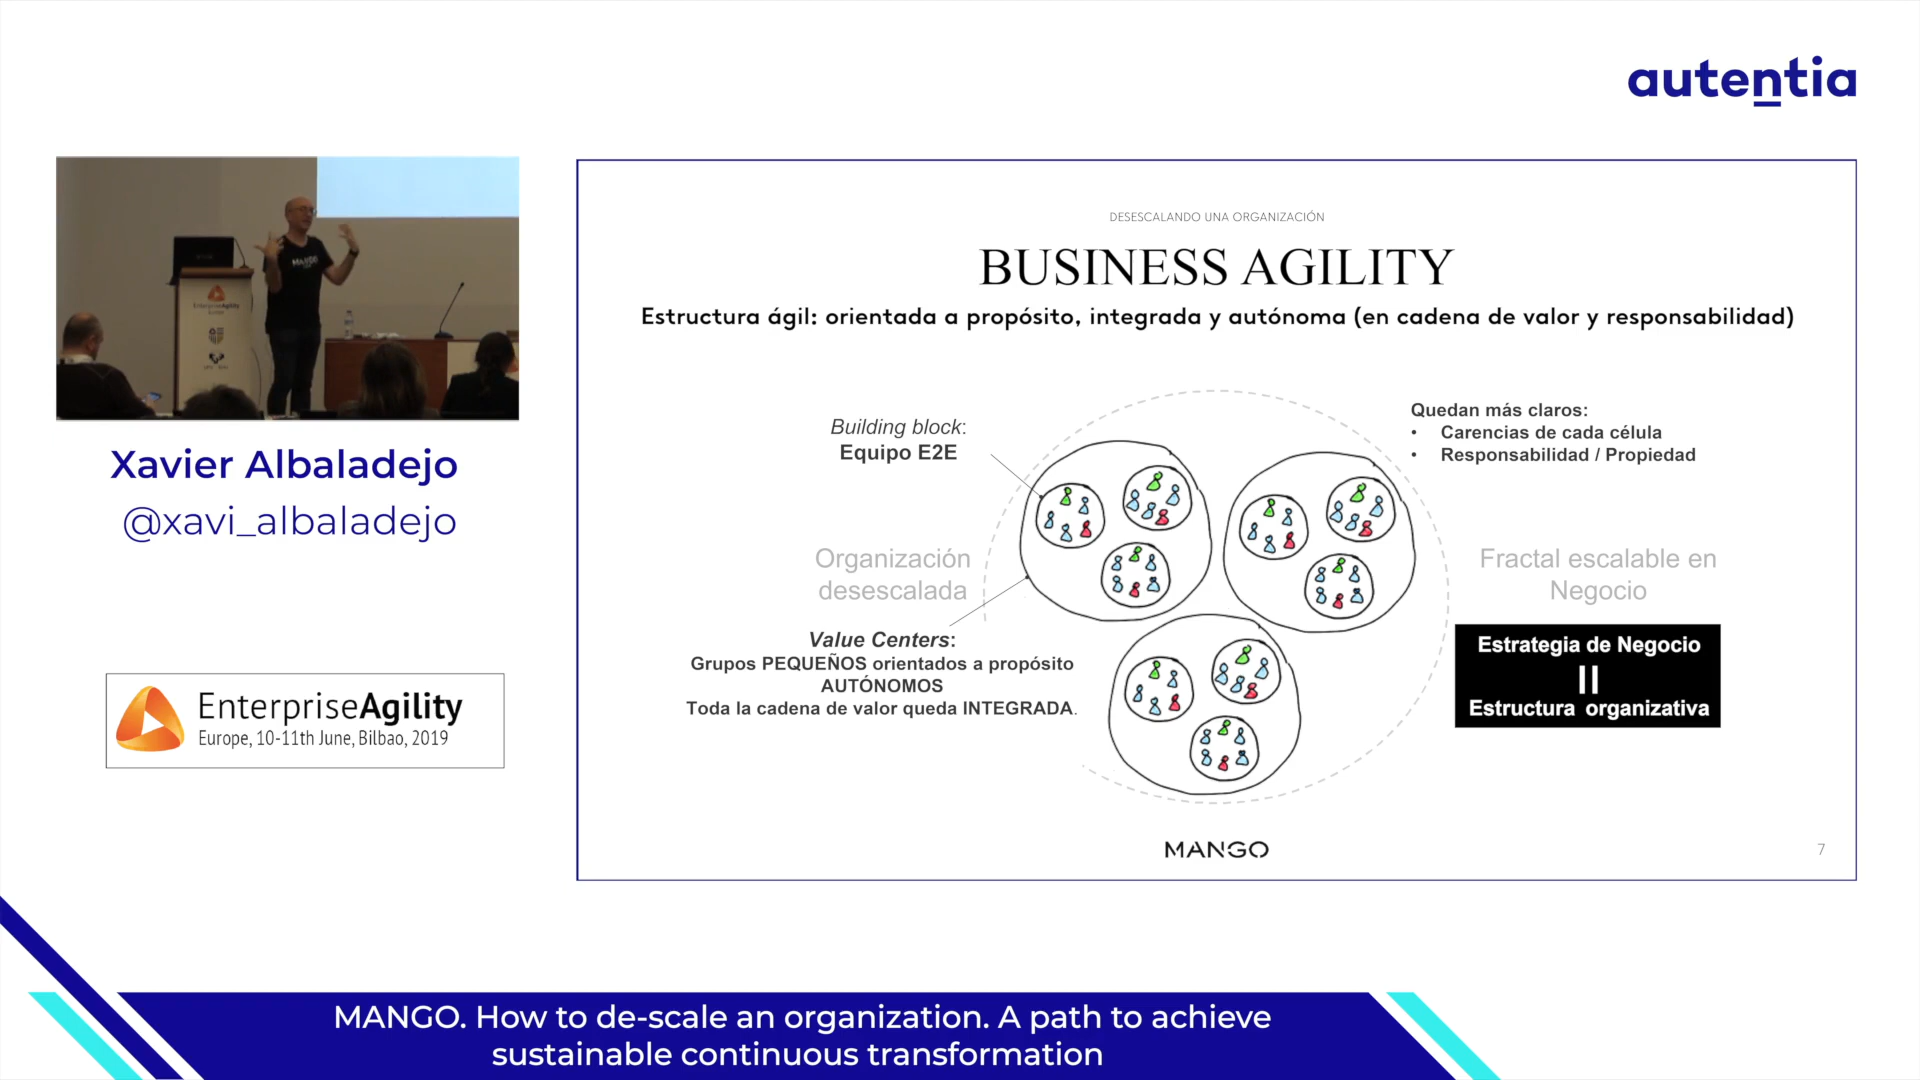 autentia
DESESCALANDO UNA ORGANIZACIÓN
BUSINESS AGILITY
Estructura ágil: orientada a propósito, integrada y autónoma (en cadena de valor y responsabilidad)
Building block:
Equipo E2E
Quedan más claros:
• Carencias de cada célula
• Responsabilidad / Propiedad
Organización
desescalada
Fractal escalable en
Negocio
Value Centers:
Grupos PEQUEÑOS orientados a propósito
AUTÓNOMOS
Toda la cadena de valor queda INTEGRADA.
Estrategia de Negocio
Estructura organizativa
MANGO
7
MANGO
EnterpriseAgility
Xavier Albaladejo
@xavi_albaladejo
EnterpriseAgility
Europe, 10-11th June, Bilbao, 2019
MANGO. How to de-scale an organization. A path to achieve
sustainable continuous transformation